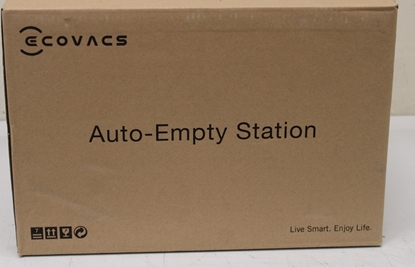 ECOVACS
Auto-Empty Station
Live Smart. Enjoy Life.